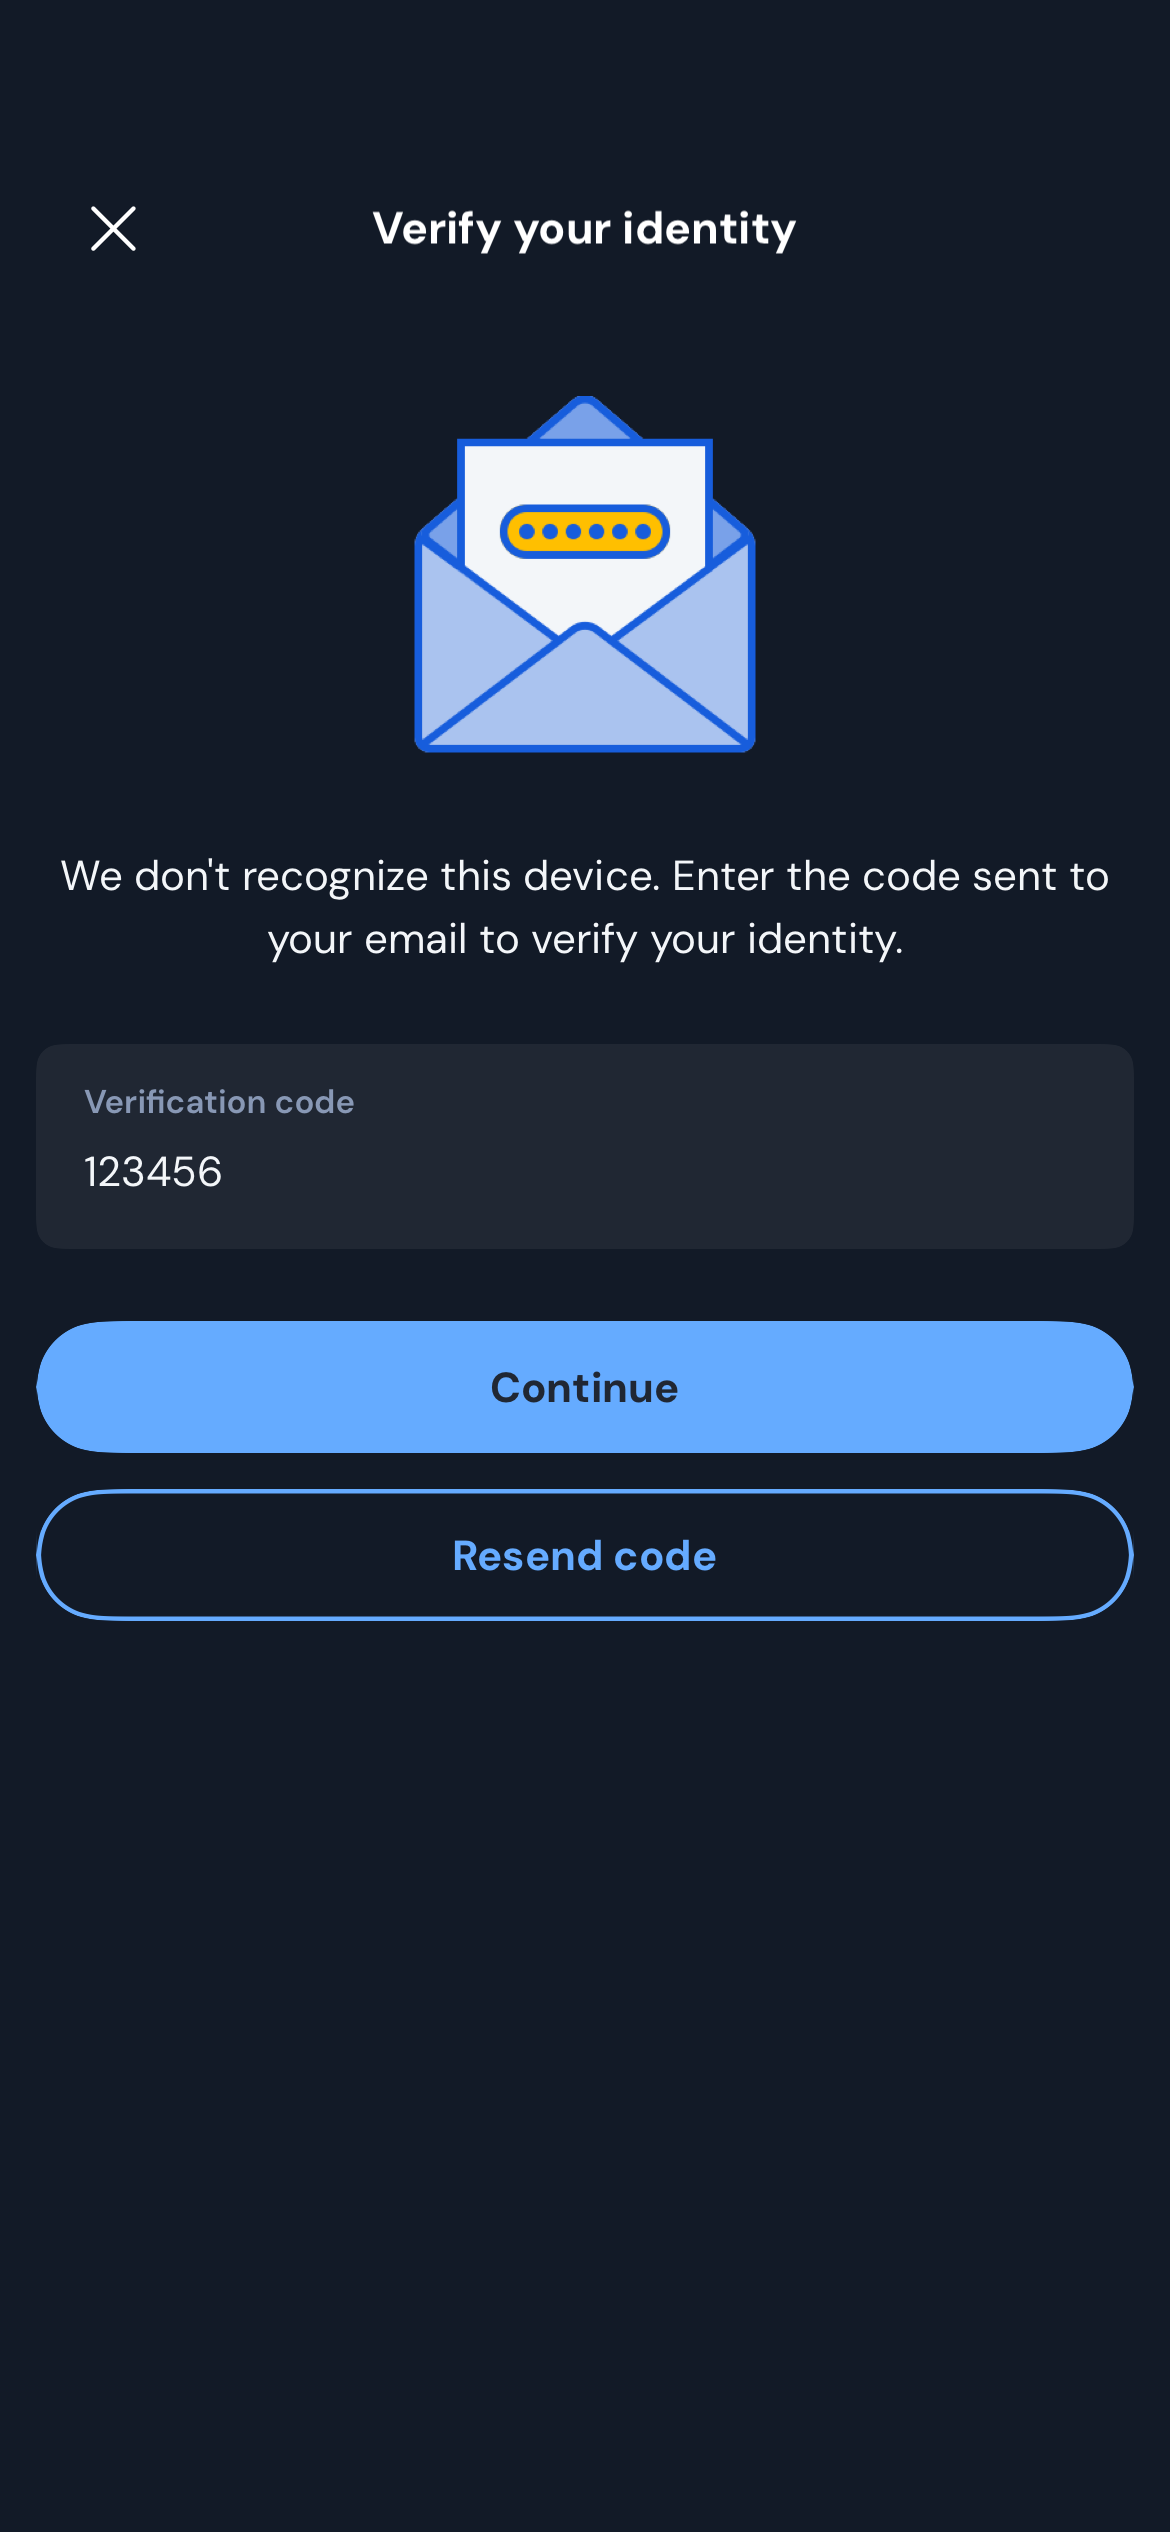 Verify your identity
We don't recognize this device. Enter the code sent to
your email to verify your identity.
Verification code
123456
Continue
Resend code